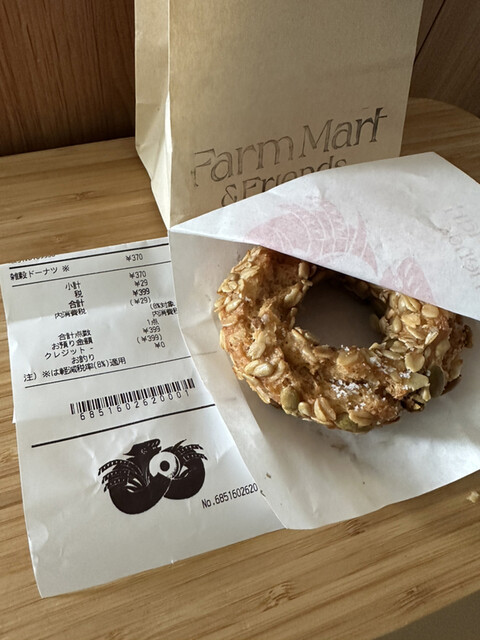 Farm Mart
& Friends
雑穀ドーナツ ※ ¥370
小計 ¥370
税 ¥29
合計 ¥399
内消費税 (¥29)
(8%対象
内消費税
合計点数 1点
お預り金額 ¥399
クレジット - (¥399)
お釣り ¥0
注) ※は軽減税率(8%)適用
6851602620001
No.6851602620